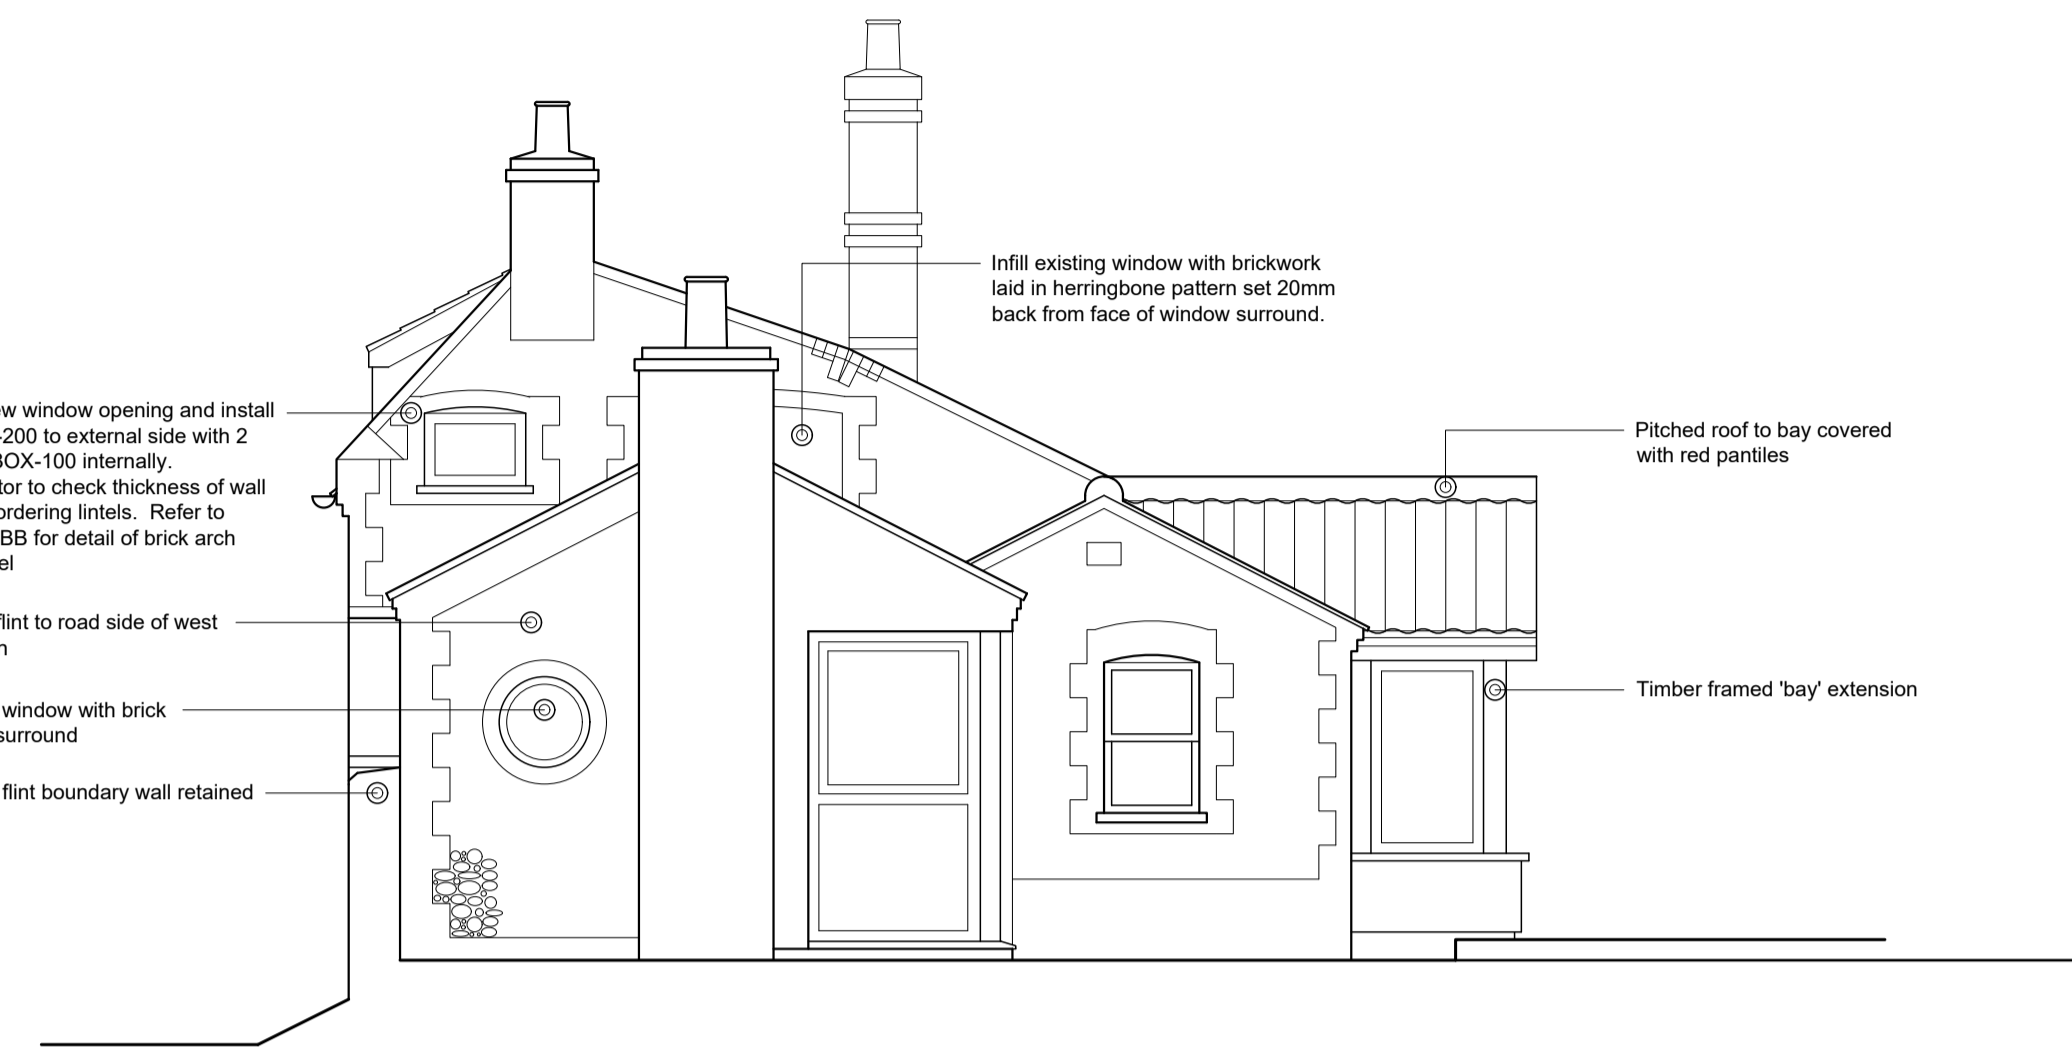 Infill existing window with brickwork
laid in herringbone pattern set 20mm
back from face of window surround.
ew window opening and install
-200 to external side with 2
BOX-100 internally.
tor to check thickness of wall
ordering lintels.  Refer to
BB for detail of brick arch
el
flint to road side of west
n
window with brick
surround
flint boundary wall retained
Pitched roof to bay covered
with red pantiles
Timber framed 'bay' extension